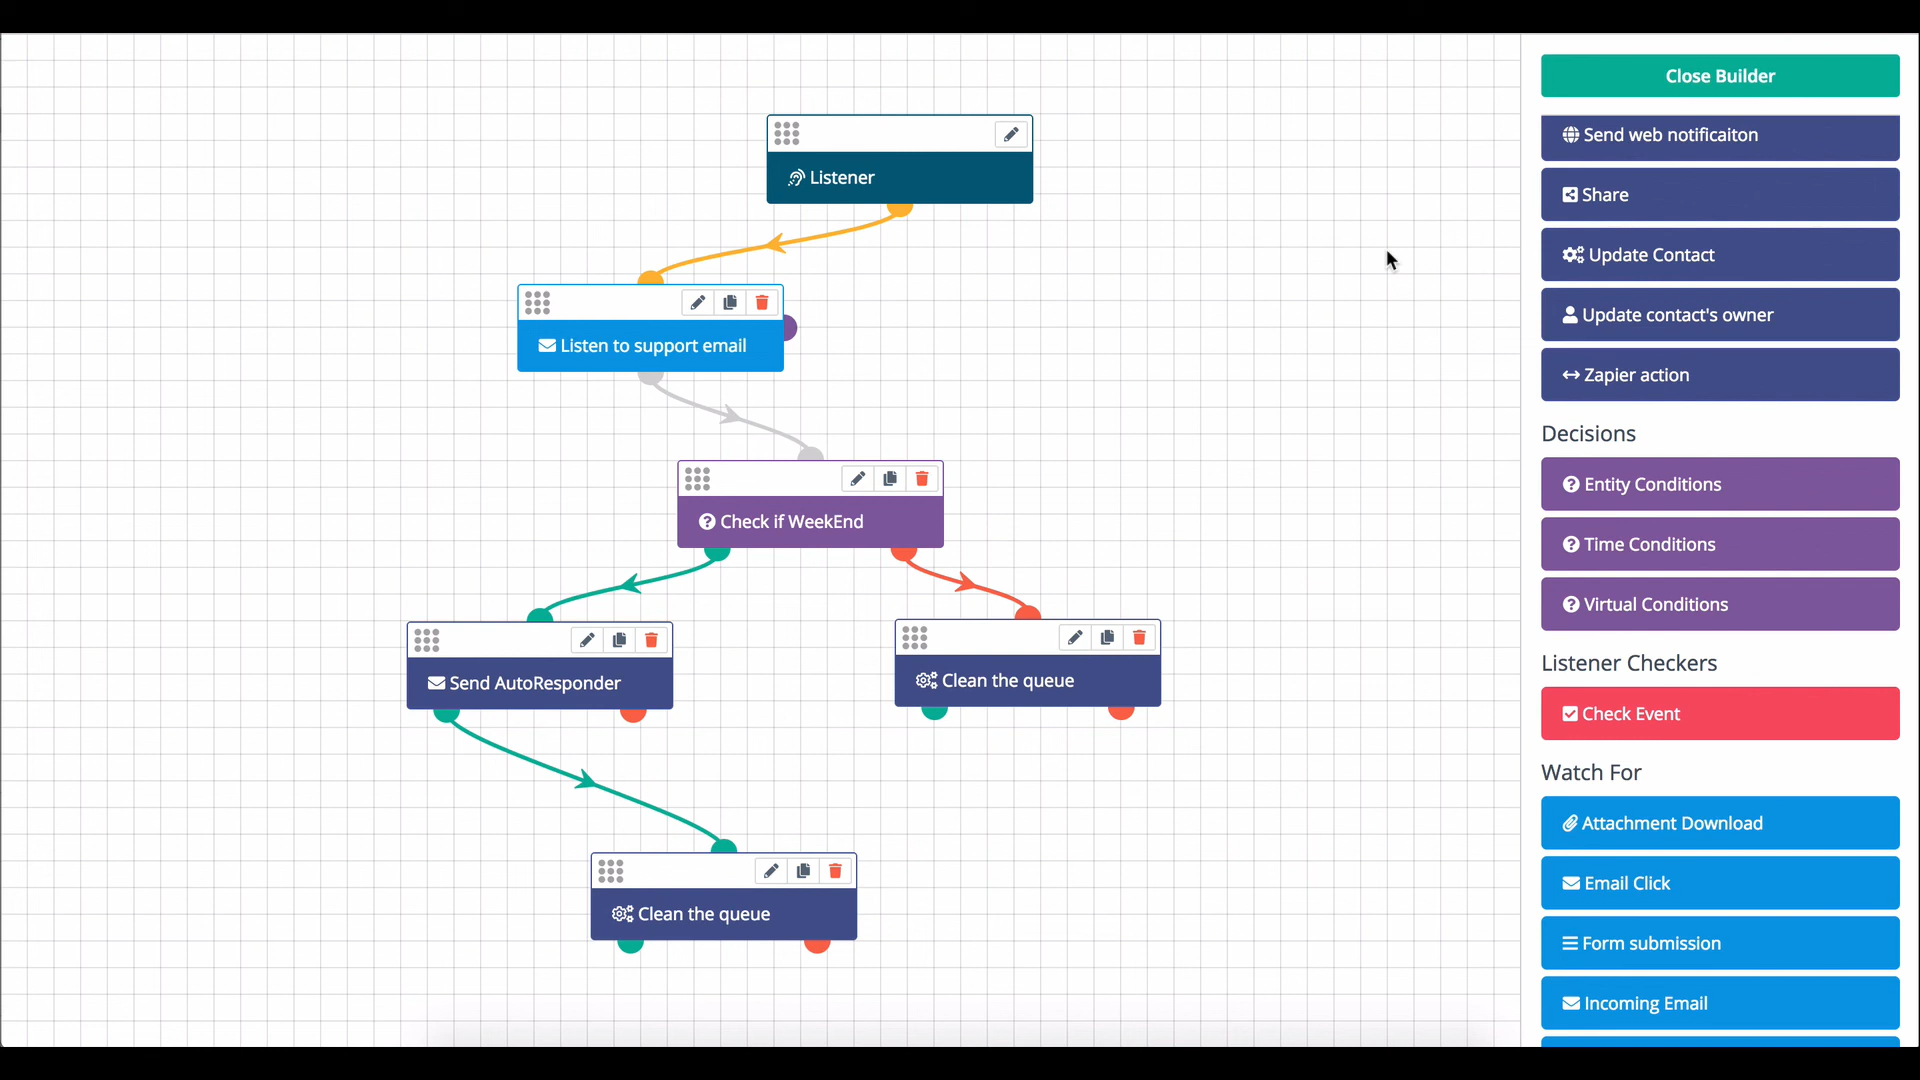 Listener
Listen to support email
Check if WeekEnd
Send AutoResponder
Clean the queue
Clean the queue
Close Builder
Send web notificaiton
Share
Update Contact
Update contact's owner
Zapier action
Decisions
Entity Conditions
Time Conditions
Virtual Conditions
Listener Checkers
Check Event
Watch For
Attachment Download
Email Click
Form submission
Incoming Email